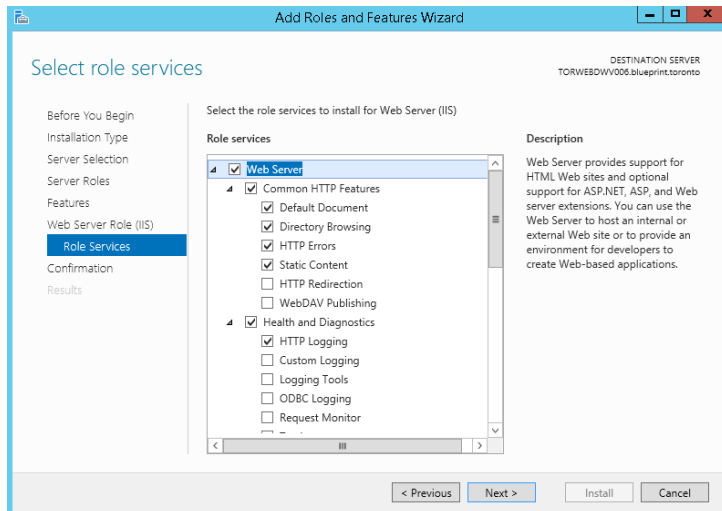 Add Roles and Features Wizard
Select role services
DESTINATION SERVER
TORWEBDWV006.blueprint.toronto
Before You Begin
Installation Type
Server Selection
Server Roles
Features
Web Server Role (IIS)
Role Services
Confirmation
Results
Select the role services to install for Web Server (IIS)
Role services
Web Server
Common HTTP Features
Default Document
Directory Browsing
HTTP Errors
Static Content
HTTP Redirection
WebDAV Publishing
Health and Diagnostics
HTTP Logging
Custom Logging
Logging Tools
ODBC Logging
Request Monitor
Description
Web Server provides support for
HTML Web sites and optional
support for ASP.NET, ASP, and Web
server extensions. You can use the
Web Server to host an internal or
external Web site or to provide an
environment for developers to
create Web-based applications.
< Previous
Next >
Install
Cancel